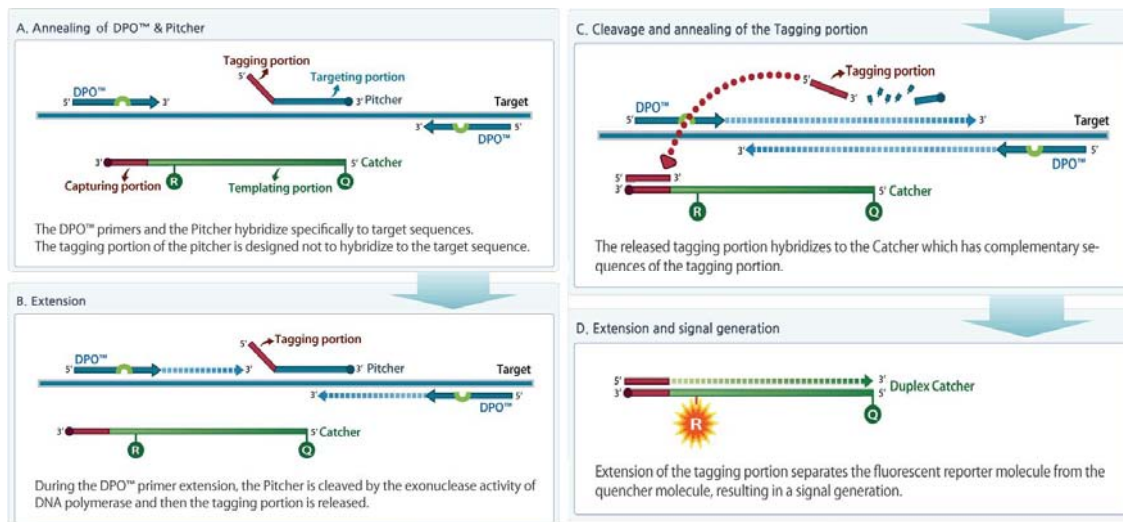 A. Annealing of DPO™ & Pitcher
Tagging portion
5'
Targeting portion
DPO™
5'
3'
3' Pitcher
Target
3'
5'
DPO™
3'
5' Catcher
Capturing portion
R
Templating portion
Q
The DPO™ primers and the Pitcher hybridize specifically to target sequences.
The tagging portion of the pitcher is designed not to hybridize to the target sequence.
B. Extension
5'
Tagging portion
DPO™
5'
3'
3' Pitcher
Target
3'
5'
DPO™
3'
5' Catcher
R
Q
During the DPO™ primer extension, the Pitcher is cleaved by the exonuclease activity of
DNA polymerase and then the tagging portion is released.
C. Cleavage and annealing of the Tagging portion
5'
Tagging portion
3'
DPO™
5'
3'
Target
3'
5'
DPO™
5'
3'
3'
5' Catcher
R
Q
The released tagging portion hybridizes to the Catcher which has complementary se-
quences of the tagging portion.
D. Extension and signal generation
5'
3'
3'
5'
Duplex Catcher
R
Q
Extension of the tagging portion separates the fluorescent reporter molecule from the
quencher molecule, resulting in a signal generation.